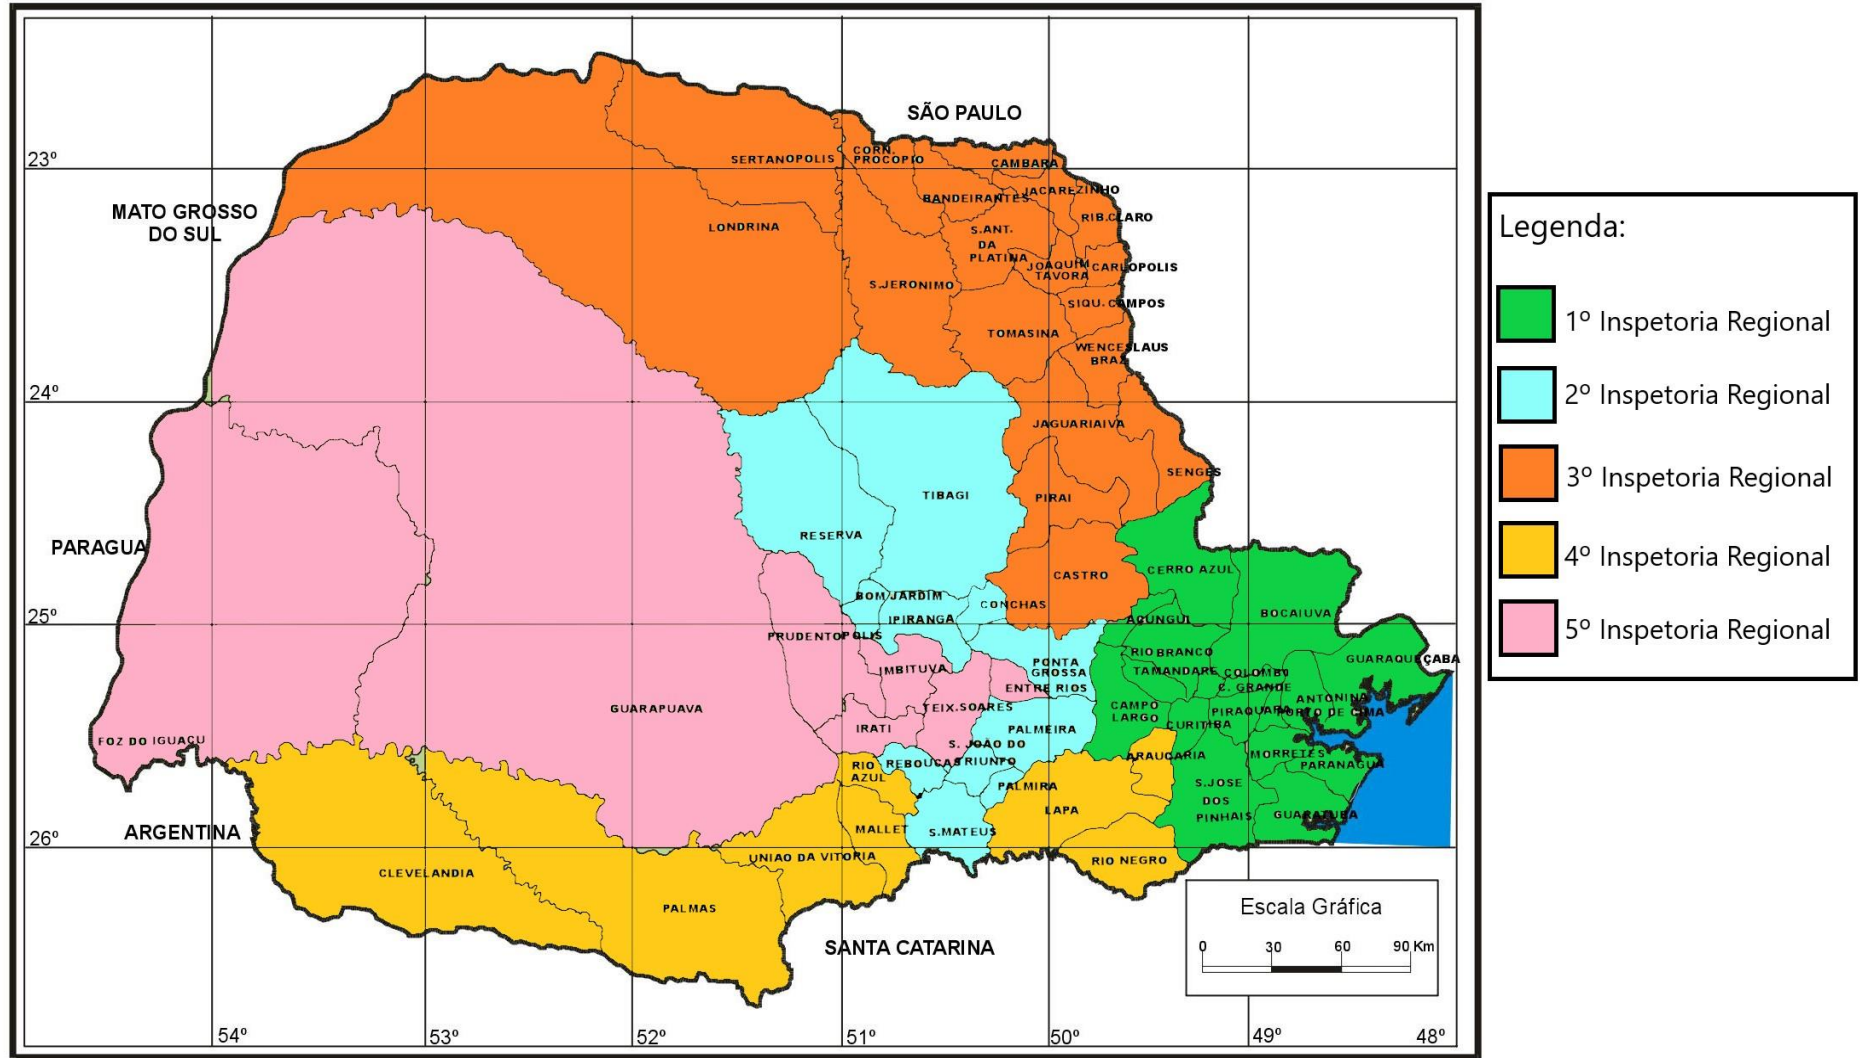 SÃO PAULO
23º
MATO GROSSO
DO SUL
SERTANOPOLIS
CORN.
PROCOPIO
CAMBARA
JACAREZINHO
BANDEIRANTES
RIB.CLARO
LONDRINA
S.ANT.
DA
PLATINA
JOAQUIM
TAVORA
CARLOPOLIS
S.JERONIMO
SIQU.CAMPOS
TOMASINA
WENCESLAUS
BRAZ
24º
JAGUARIAIVA
SENGES
TIBAGI
PIRAI
RESERVA
PARAGUA
CASTRO
CERRO AZUL
BOM JARDIM
CONCHAS
BOCAIUVA
25º
IPIRANGA
AÇUNGUI
PRUDENTOPOLIS
RIO BRANCO
GUARAQUEÇABA
IMBITUVA
PONTA
GROSSA
TAMANDARE
COLOMBO
ENTRE RIOS
C. GRANDE
ANTONINA
GUARAPUAVA
TEIX.SOARES
CAMPO
LARGO
PIRAQUARA
PORTO DE CIMA
IRATI
PALMEIRA
CURITIBA
FOZ DO IGUAÇU
S. JOÃO DO
TRIUNFO
ARAUCARIA
MORRETES
RIO
AZUL
REBOUCAS
PARANAGUA
PALMIRA
S.JOSE
DOS
PINHAIS
LAPA
GUARATUBA
ARGENTINA
26º
MALLET
S.MATEUS
UNIAO DA VITORIA
RIO NEGRO
CLEVELANDIA
PALMAS
SANTA CATARINA
Escala Gráfica
0 30 60 90 Km
54º 53º 52º 51º 50º 49º 48º
Legenda:
1º Inspetoria Regional
2º Inspetoria Regional
3º Inspetoria Regional
4º Inspetoria Regional
5º Inspetoria Regional